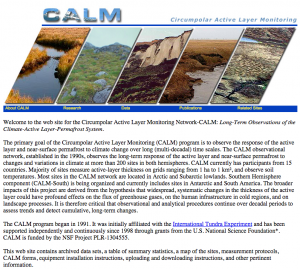 CALM
Circumpolar Active Layer Monitoring
About CALM Research Data Publications Related Sites
Welcome to the web site for the Circumpolar Active Layer Monitoring Network-CALM: Long-Term Observations of the
Climate-Active Layer-Permafrost System.
The primary goal of the Circumpolar Active Layer Monitoring (CALM) program is to observe the response of the active
layer and near-surface permafrost to climate change over long (multi-decadal) time scales. The CALM observational
network, established in the 1990s, observes the long-term response of the active layer and near-surface permafrost to
changes and variations in climate at more than 200 sites in both hemispheres. CALM currently has participants from 15
countries. Majority of sites measure active-layer thickness on grids ranging from 1 ha to 1 km², and observe soil
temperatures. Most sites in the CALM network are located in Arctic and Subarctic lowlands. Southern Hemisphere
component (CALM-South) is being organized and currently includes sites in Antarctic and South America. The broader
impacts of this project are derived from the hypothesis that widespread, systematic changes in the thickness of the active
layer could have profound effects on the flux of greenhouse gases, on the human infrastructure in cold regions, and on
landscape processes. It is therefore critical that observational and analytical procedures continue over decadal periods to
assess trends and detect cumulative, long-term changes.
The CALM program began in 1991. It was initially affiliated with the International Tundra Experiment and has been
supported independently and continuously since 1998 through grants from the U.S. National Science Foundation*.
CALM is funded by the NSF Project PLR-1304555.
This web site contains archived data sets, a table of summary statistics, a map of the sites, measurement protocols,
CALM forms, equipment installation instructions, uploading and downloading instructions, and other pertinent
information.